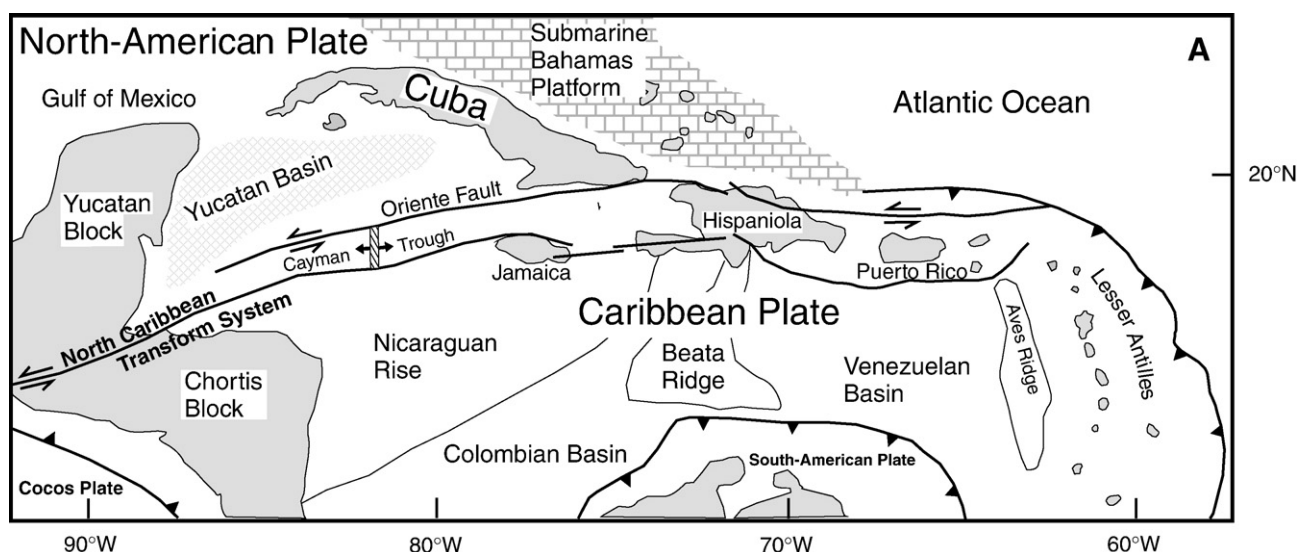 North-American Plate
Submarine
Bahamas
Platform
A
Gulf of Mexico
Cuba
Atlantic Ocean
Yucatan Basin
20°N
Yucatan
Block
Oriente Fault
Hispaniola
Cayman
Trough
Jamaica
Puerto Rico
Lesser Antilles
North Caribbean
Transform System
Caribbean Plate
Aves Ridge
Nicaraguan
Rise
Beata
Ridge
Venezuelan
Basin
Chortis
Block
Colombian Basin
South-American Plate
Cocos Plate
90°W
80°W
70°W
60°W